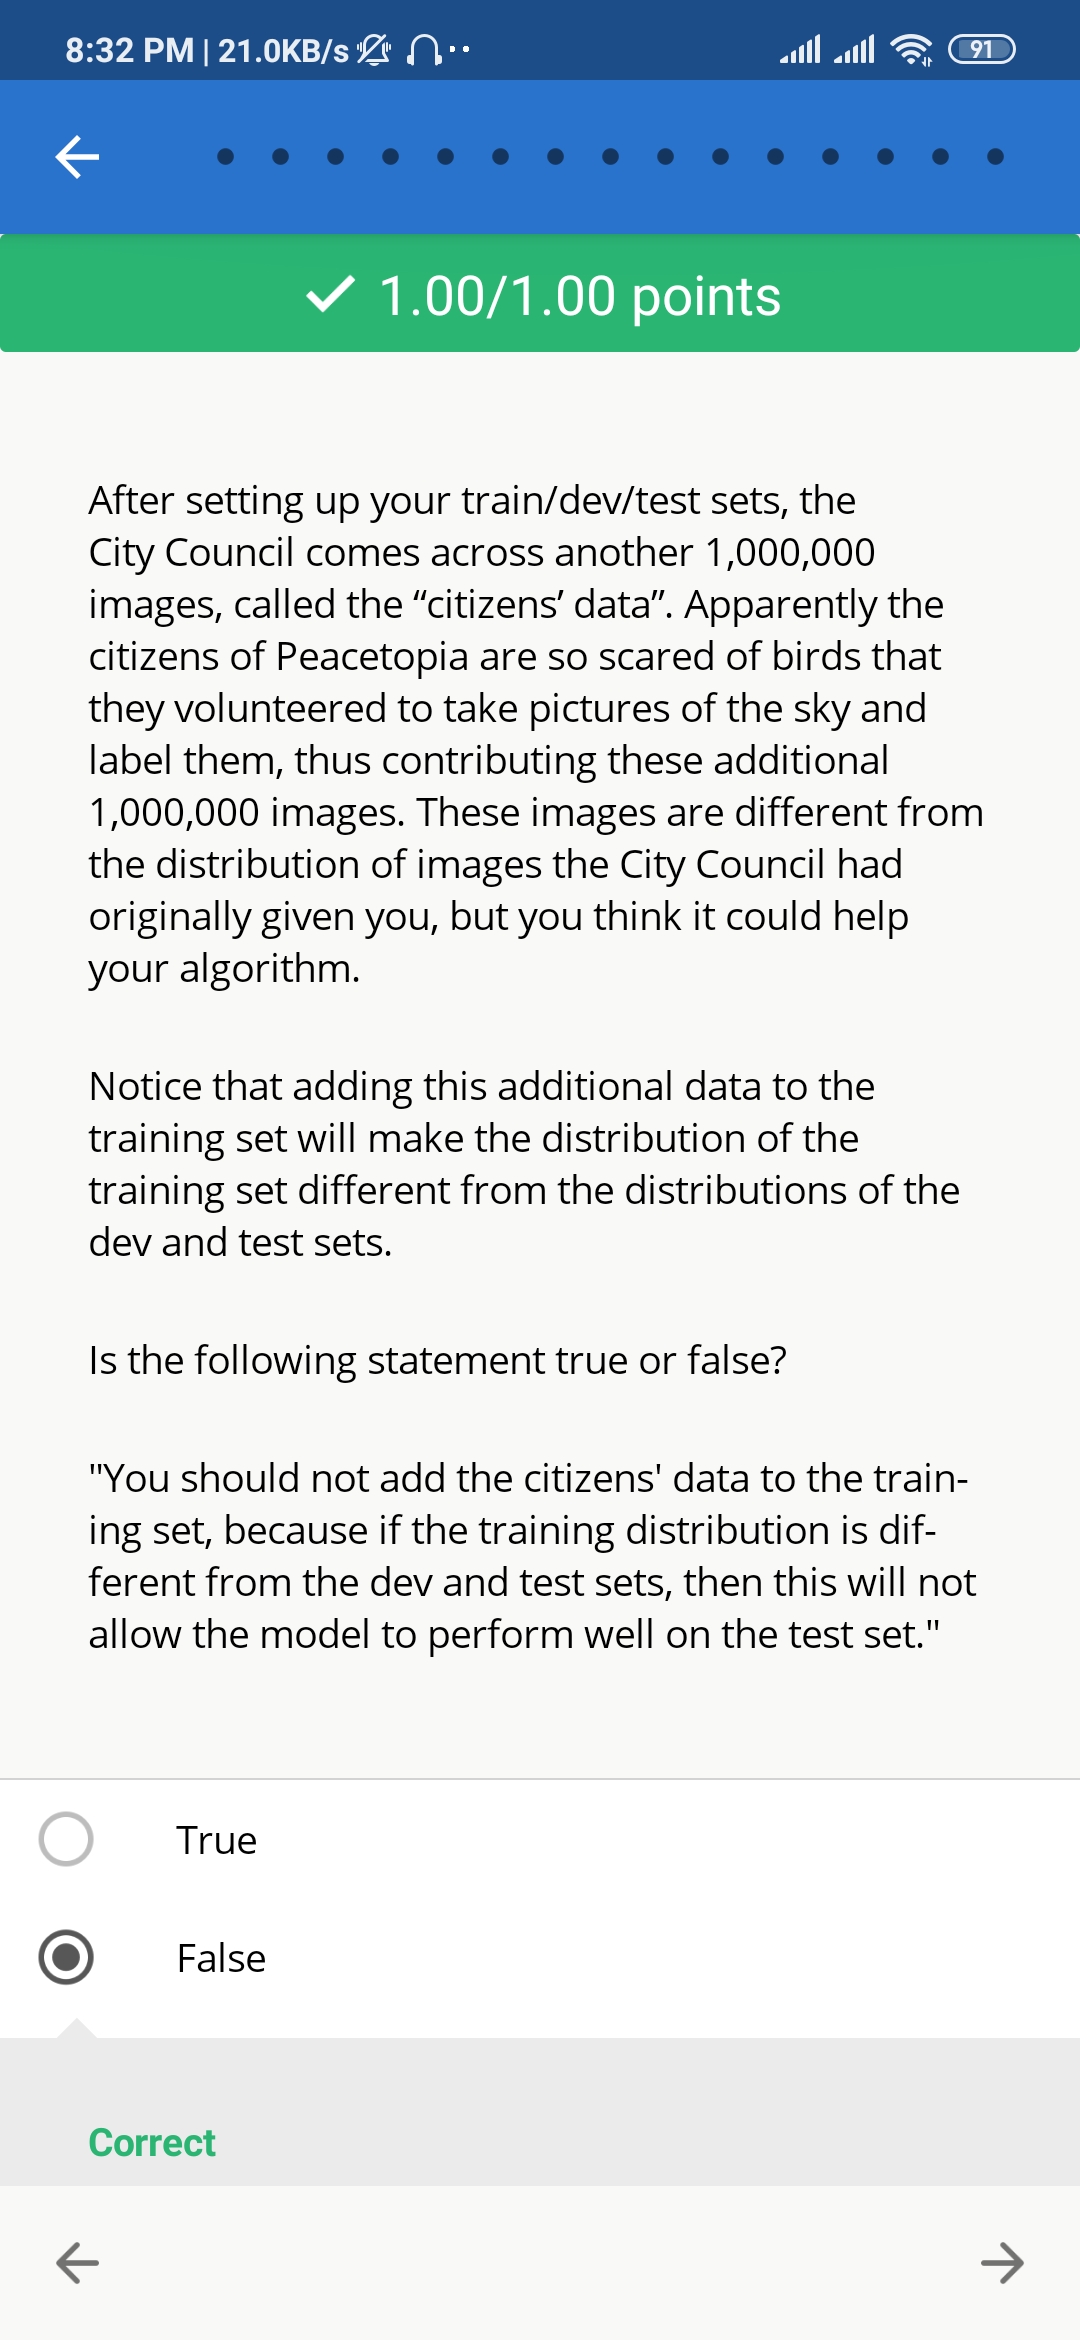 8:32 PM | 21.0KB/s
91
1.00/1.00 points
After setting up your train/dev/test sets, the
City Council comes across another 1,000,000
images, called the “citizens’ data”. Apparently the
citizens of Peacetopia are so scared of birds that
they volunteered to take pictures of the sky and
label them, thus contributing these additional
1,000,000 images. These images are different from
the distribution of images the City Council had
originally given you, but you think it could help
your algorithm.
Notice that adding this additional data to the
training set will make the distribution of the
training set different from the distributions of the
dev and test sets.
Is the following statement true or false?
"You should not add the citizens' data to the train-
ing set, because if the training distribution is dif-
ferent from the dev and test sets, then this will not
allow the model to perform well on the test set."
True
False
Correct